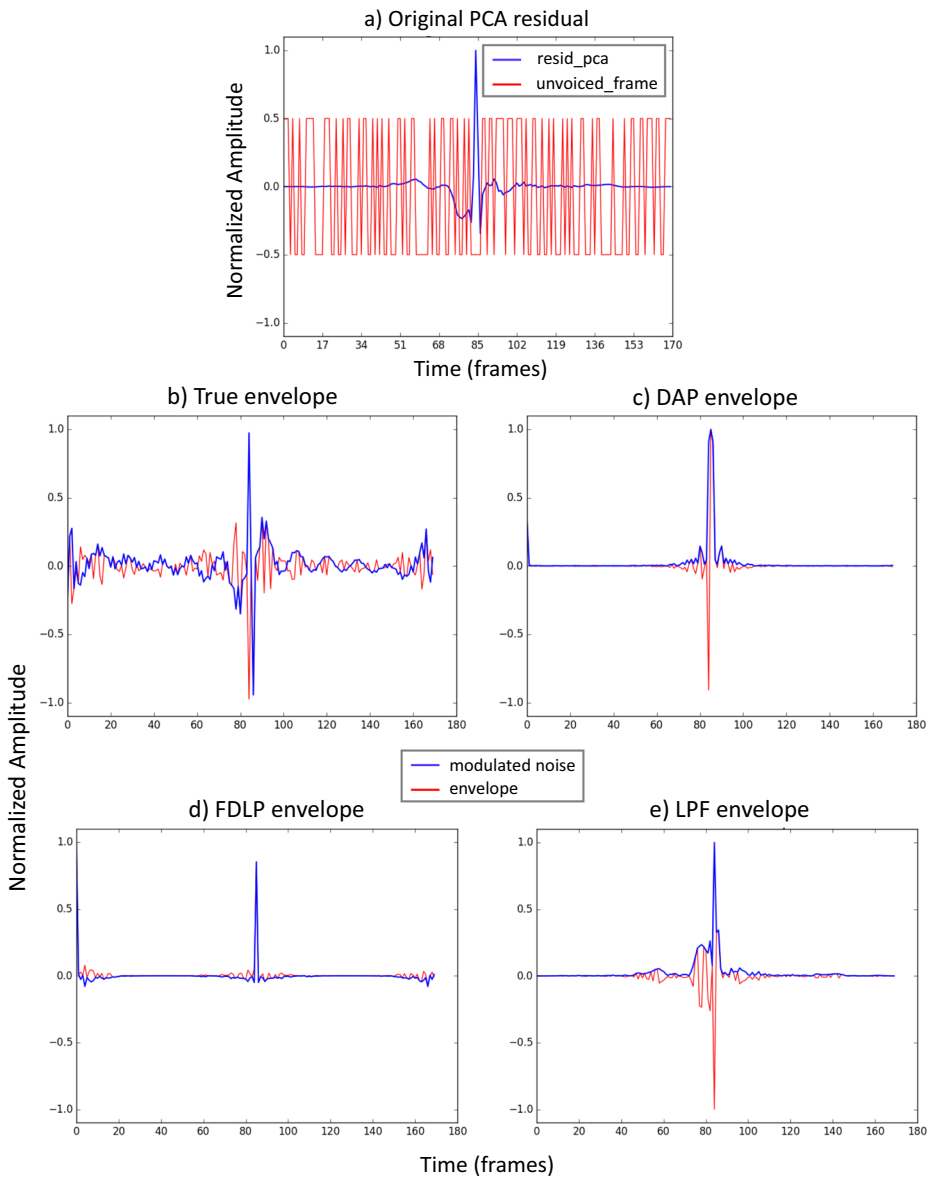 a) Original PCA residual
resid_pca
unvoiced_frame
Normalized Amplitude
1.0
0.5
0.0
−0.5
−1.0
0 17 34 51 68 85 102 119 136 153 170
Time (frames)
b) True envelope
1.0
0.5
0.0
−0.5
−1.0
0 20 40 60 80 100 120 140 160 180
c) DAP envelope
1.0
0.5
0.0
−0.5
−1.0
0 20 40 60 80 100 120 140 160 180
Normalized Amplitude
modulated noise
envelope
d) FDLP envelope
1.0
0.5
0.0
−0.5
−1.0
0 20 40 60 80 100 120 140 160 180
e) LPF envelope
1.0
0.5
0.0
−0.5
−1.0
0 20 40 60 80 100 120 140 160 180
Time (frames)